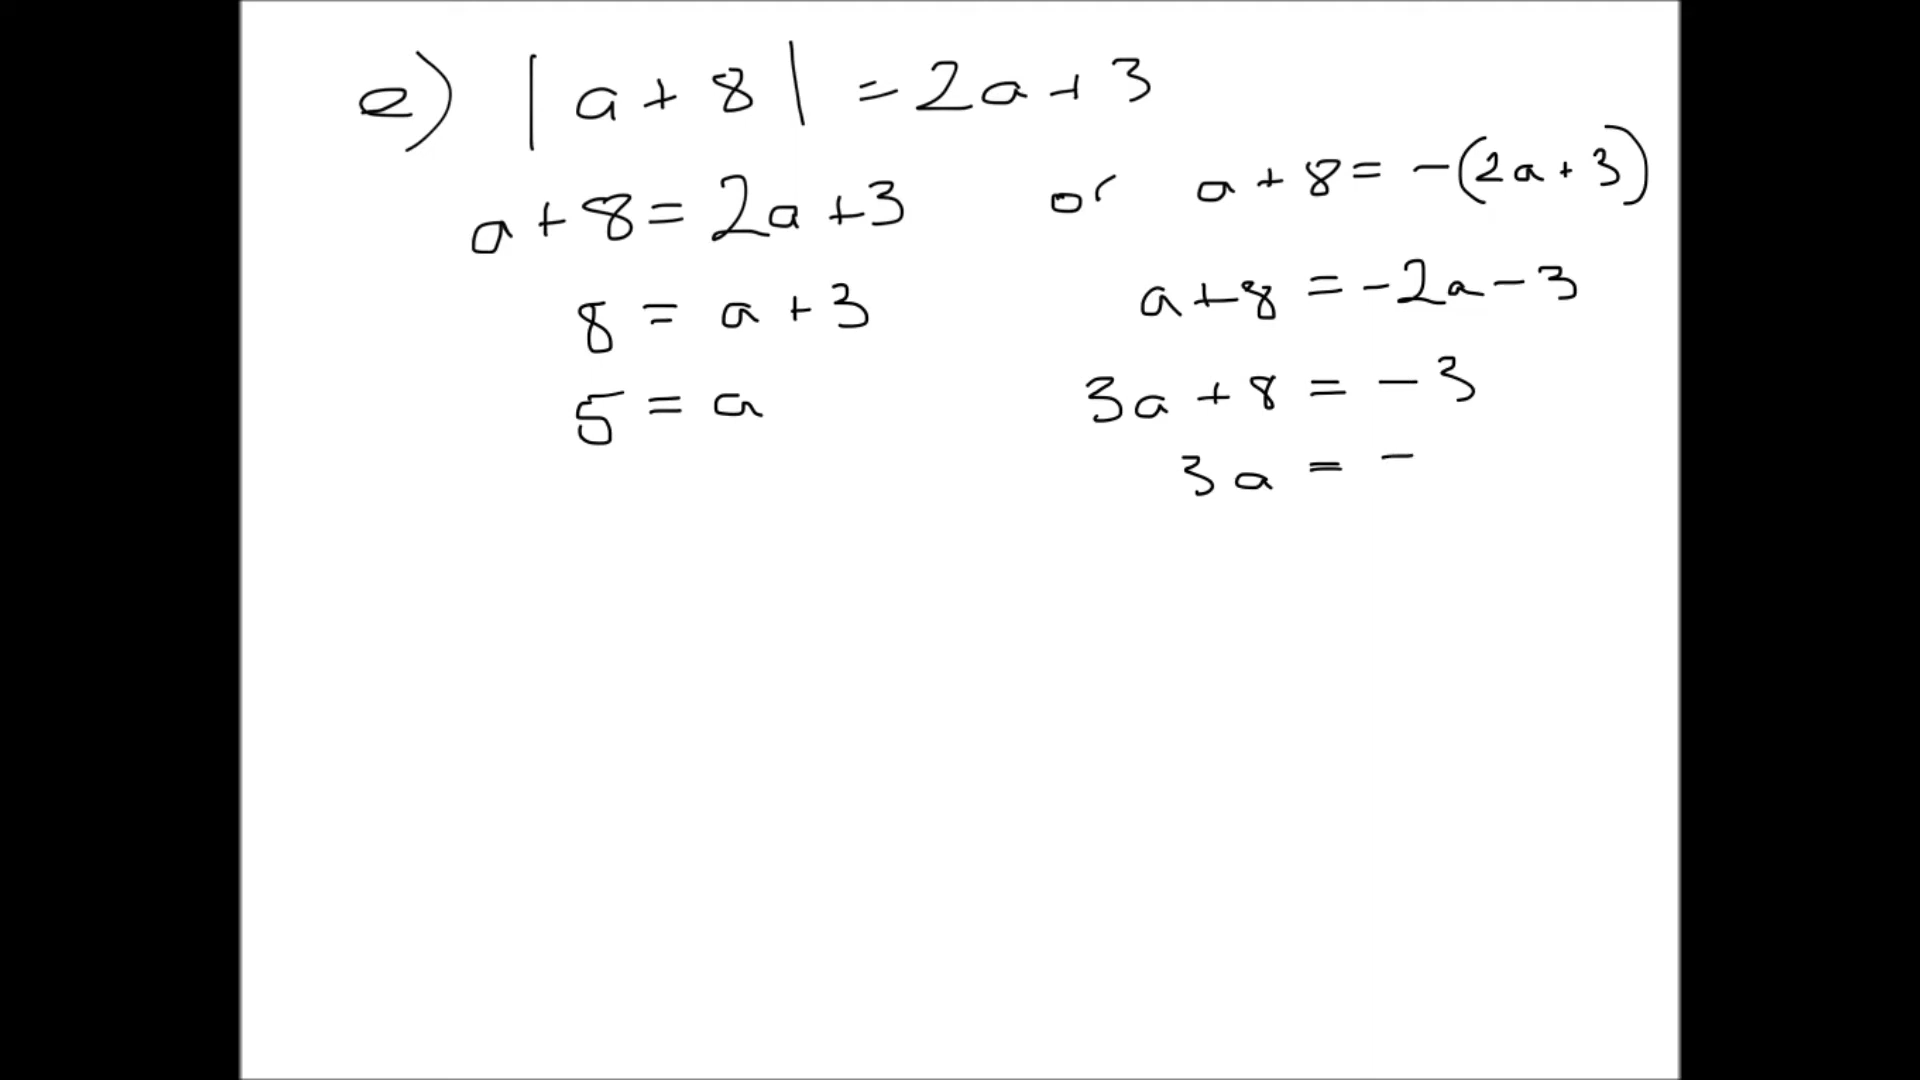 e) |a + 8| = 2a + 3
a + 8 = 2a + 3 or a + 8 = -(2a + 3)
8 = a + 3 a + 8 = -2a - 3
5 = a 3a + 8 = -3
3a = -